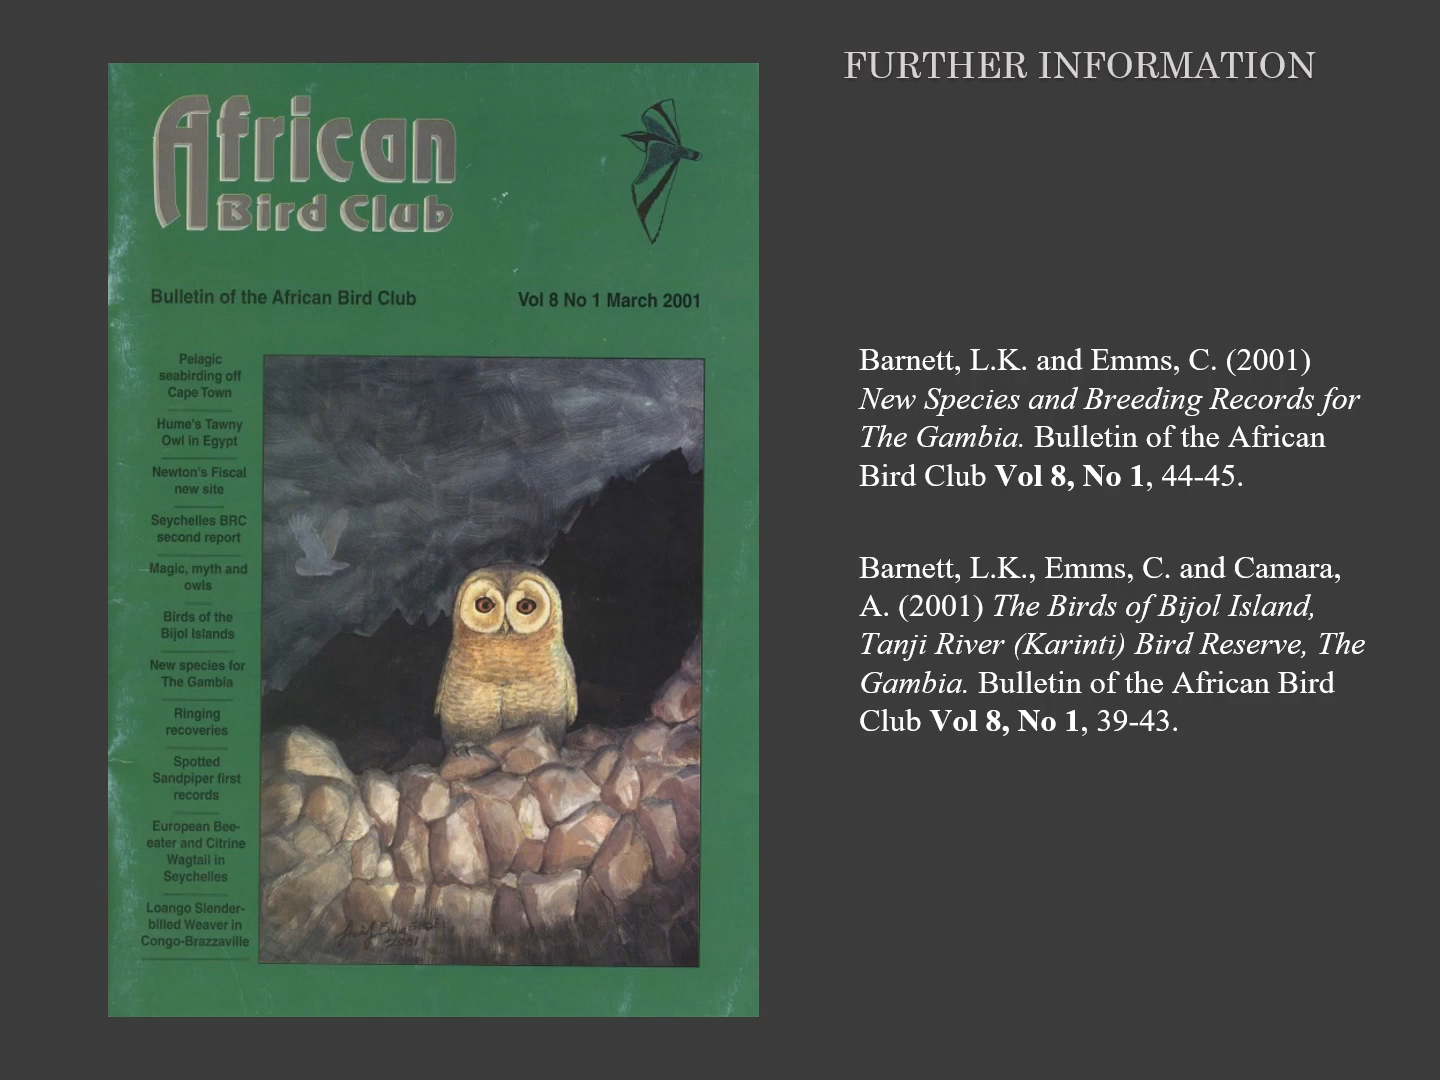 FURTHER INFORMATION
African
Bird Club
Bulletin of the African Bird Club
Vol 8 No 1 March 2001
Pelagic
seabirding off
Cape Town
Hume's Tawny
Owl in Egypt
Newton's Fiscal
new site
Seychelles BRC
second report
Magic, myth and
owls
Birds of the
Bijol Islands
New species for
The Gambia
Ringing
recoveries
Spotted
Sandpiper first
records
European Bee-
eater and Citrine
Wagtail in
Seychelles
Loango Slender-
billed Weaver in
Congo-Brazzaville
2001
Barnett, L.K. and Emms, C. (2001)
New Species and Breeding Records for
The Gambia. Bulletin of the African
Bird Club Vol 8, No 1, 44-45.
Barnett, L.K., Emms, C. and Camara,
A. (2001) The Birds of Bijol Island,
Tanji River (Karinti) Bird Reserve, The
Gambia. Bulletin of the African Bird
Club Vol 8, No 1, 39-43.